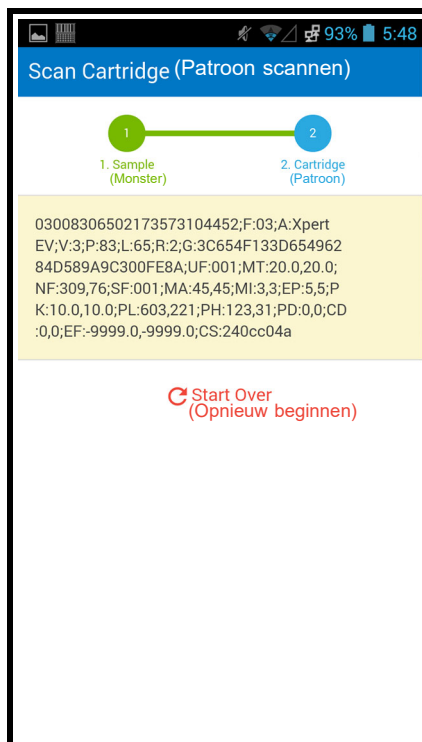 93% 5:48
Scan Cartridge (Patroon scannen)
1 2
1. Sample 2. Cartridge
(Monster) (Patroon)
03008306502173573104452;F:03;A:Xpert
EV;V:3;P:83;L:65;R:2;G:3C654F133D654962
84D589A9C300FE8A;UF:001;MT:20.0,20.0;
NF:309,76;SF:001;MA:45,45;MI:3,3;EP:5,5;P
K:10.0,10.0;PL:603,221;PH:123,31;PD:0,0;CD
:0,0;EF:-9999.0,-9999.0;CS:240cc04a
Start Over
(Opnieuw beginnen)